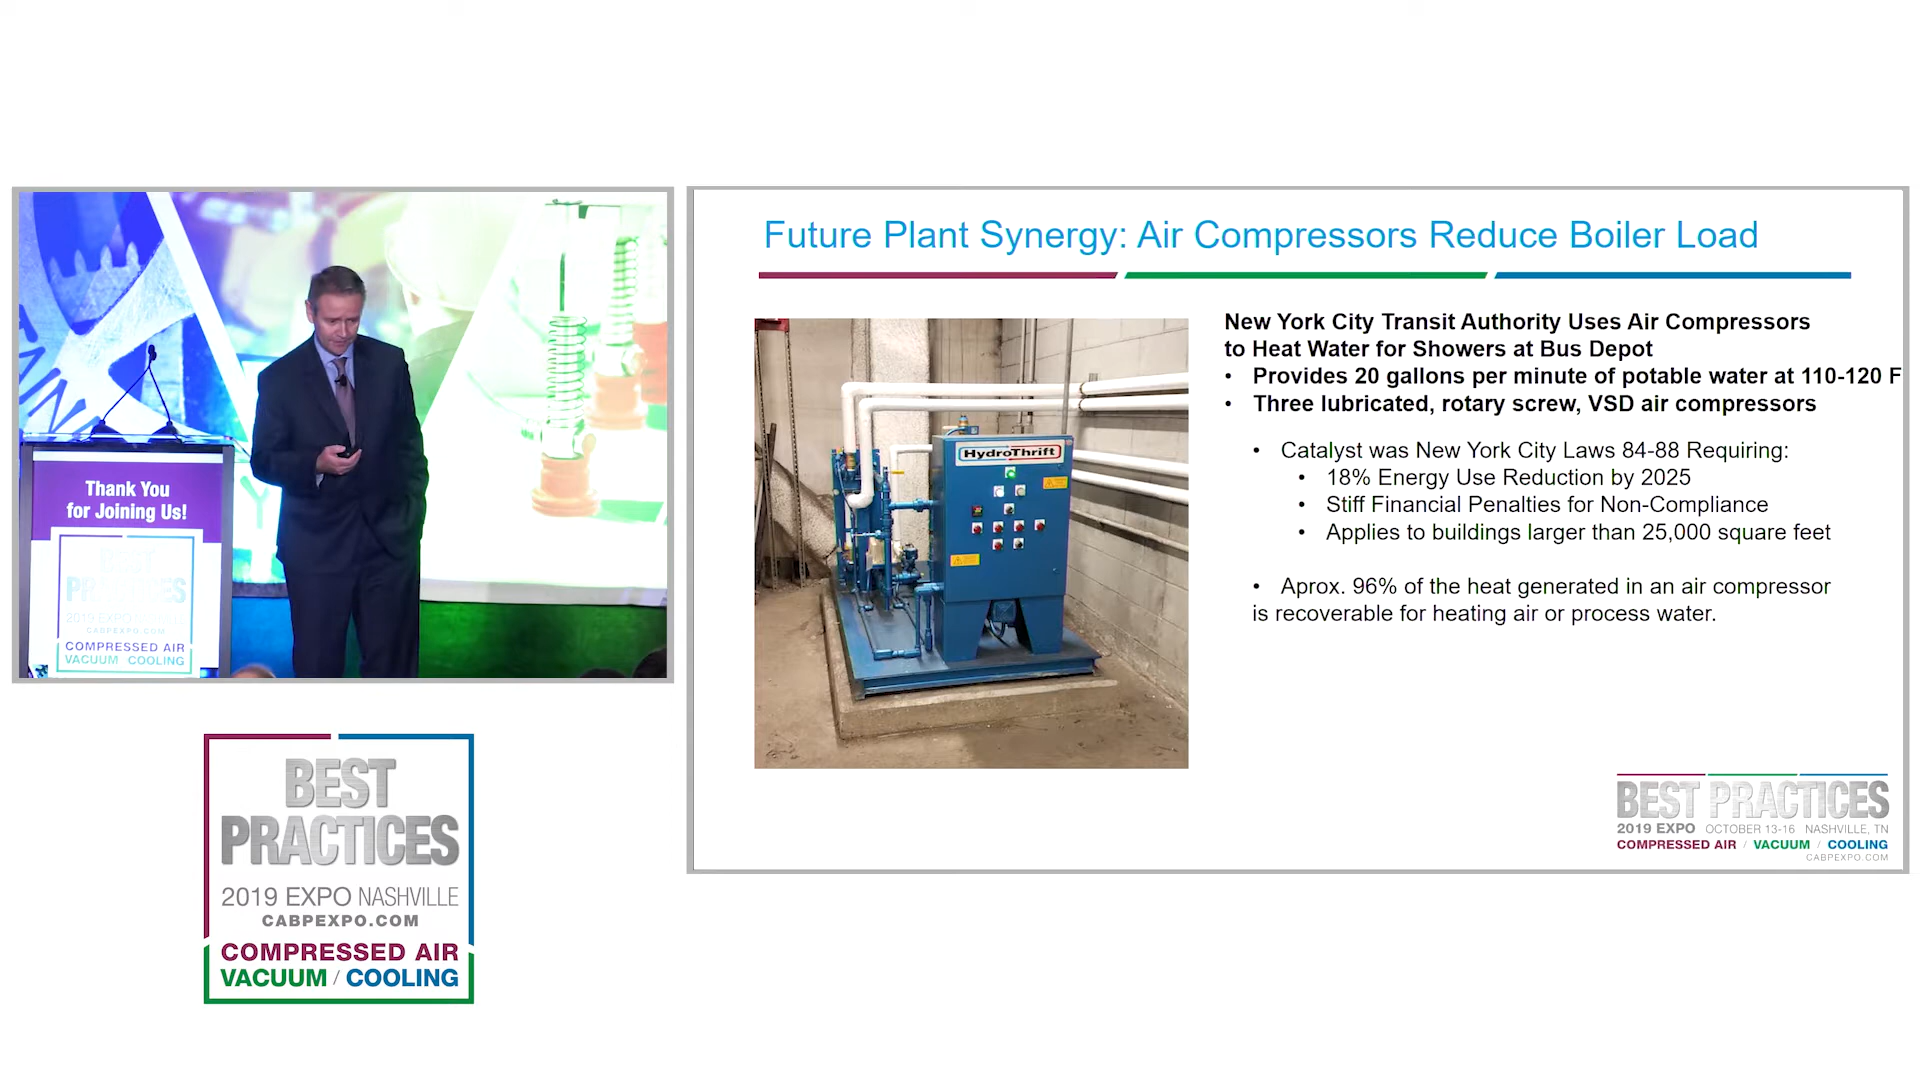 Thank You
for Joining Us!
BEST
PRACTICES
2019 EXPO
CABPEXPO.COM
COMPRESSED AIR
VACUUM COOLING
BEST
PRACTICES
2019 EXPO NASHVILLE
CABPEXPO.COM
COMPRESSED AIR
VACUUM / COOLING
Future Plant Synergy: Air Compressors Reduce Boiler Load
HydroThrift
New York City Transit Authority Uses Air Compressors
to Heat Water for Showers at Bus Depot
• Provides 20 gallons per minute of potable water at 110-120 F
• Three lubricated, rotary screw, VSD air compressors
• Catalyst was New York City Laws 84-88 Requiring:
• 18% Energy Use Reduction by 2025
• Stiff Financial Penalties for Non-Compliance
• Applies to buildings larger than 25,000 square feet
• Aprox. 96% of the heat generated in an air compressor
is recoverable for heating air or process water.
BEST PRACTICES
2019 EXPO OCTOBER 13-16 NASHVILLE, TN
COMPRESSED AIR / VACUUM / COOLING
CABPEXPO.COM